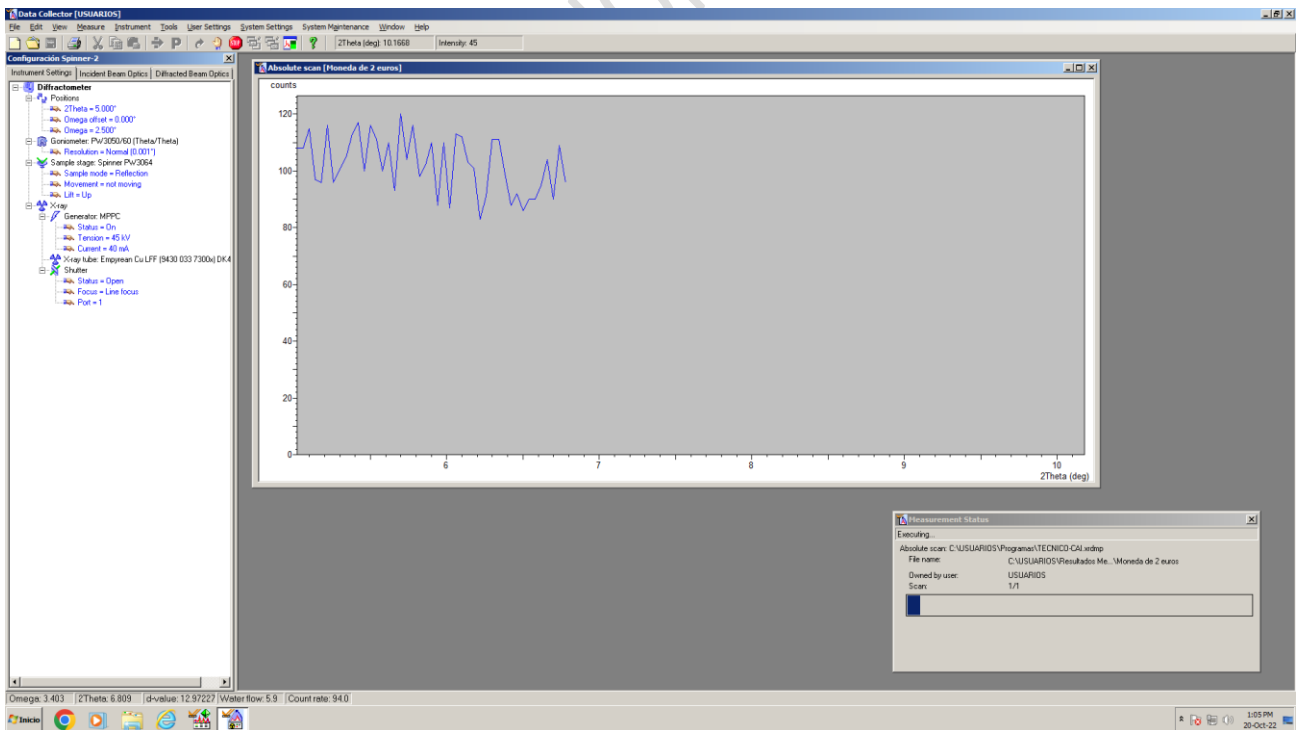 Data Collector [USUARIOS]
File Edit View Measure Instrument Tools User Settings System Settings System Maintenance Window Help
2Theta (deg): 10.1668 Intensity: 45
Configuración Spinner-2
Instrument Settings Incident Beam Optics Diffracted Beam Optics
Diffractometer
Positions
2Theta = 5.000°
Omega offset = 0.000°
Omega = 2.500°
Goniometer: PW3050/60 (Theta/Theta)
Resolution = Normal (0.001°)
Sample stage: Spinner PW3064
Sample mode = Reflection
Movement = not moving
Lift = Up
X-ray
Generator: MPPC
Status = On
Tension = 45 kV
Current = 40 mA
X-ray tube: Empyrean Cu LFF (9430 033 7300x) DK4
Shutter
Status = Open
Focus = Line focus
Port = 1
Absolute scan [Moneda de 2 euros]
counts
120
100
80
60
40
20
0
6 7 8 9 10
2Theta (deg)
Measurement Status
Executing...
Absolute scan: C:\USUARIOS\Programas\TECNICO-CAI.xrdmp
File name: C:\USUARIOS\Resultados Me...\Moneda de 2 euros
Owned by user: USUARIOS
Scan: 1/1
Omega: 3.403 2Theta: 6.809 d-value: 12.97227 Water flow: 5.9 Count rate: 94.0
Inicio
1:05 PM
20-Oct-22